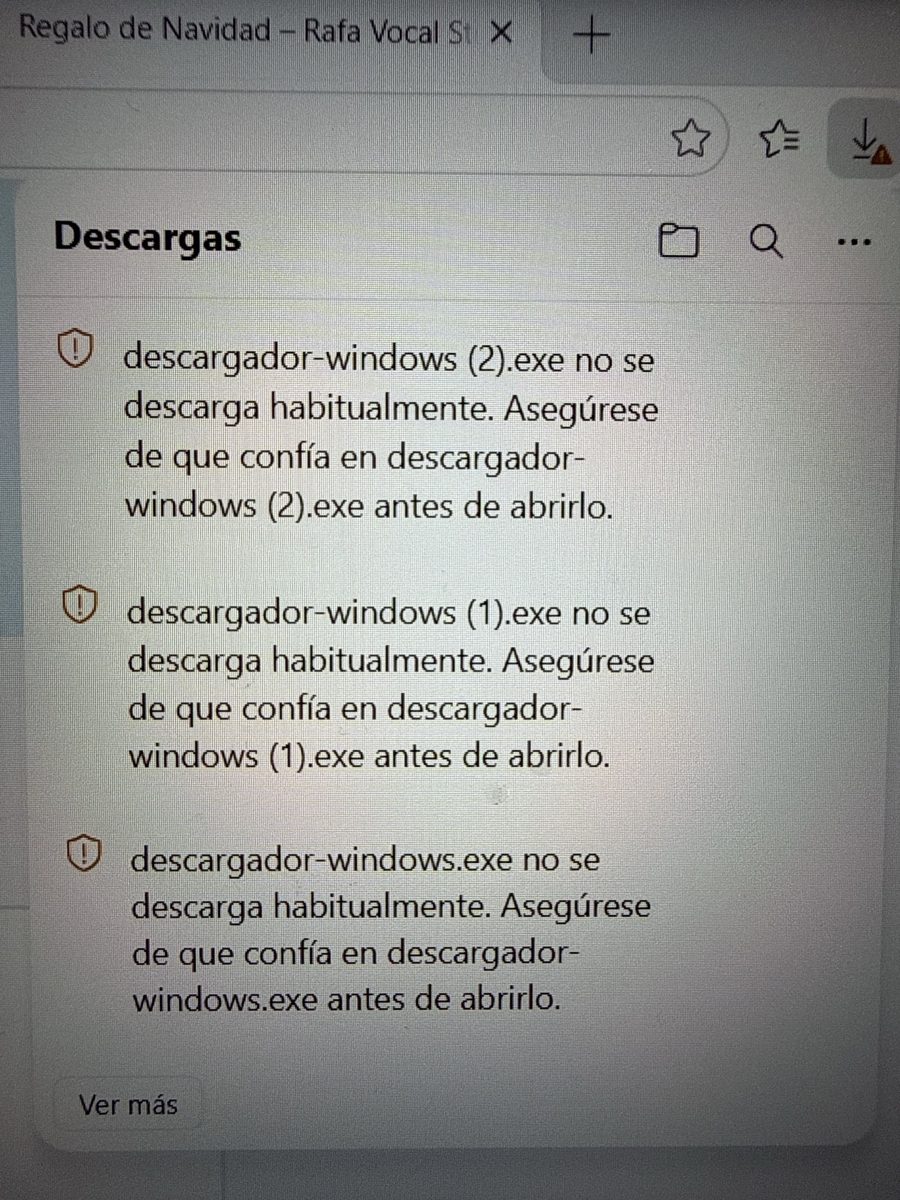 Regalo de Navidad – Rafa Vocal St
Descargas
descargador-windows (2).exe no se
descarga habitualmente. Asegúrese
de que confía en descargador-
windows (2).exe antes de abrirlo.
descargador-windows (1).exe no se
descarga habitualmente. Asegúrese
de que confía en descargador-
windows (1).exe antes de abrirlo.
descargador-windows.exe no se
descarga habitualmente. Asegúrese
de que confía en descargador-
windows.exe antes de abrirlo.
Ver más